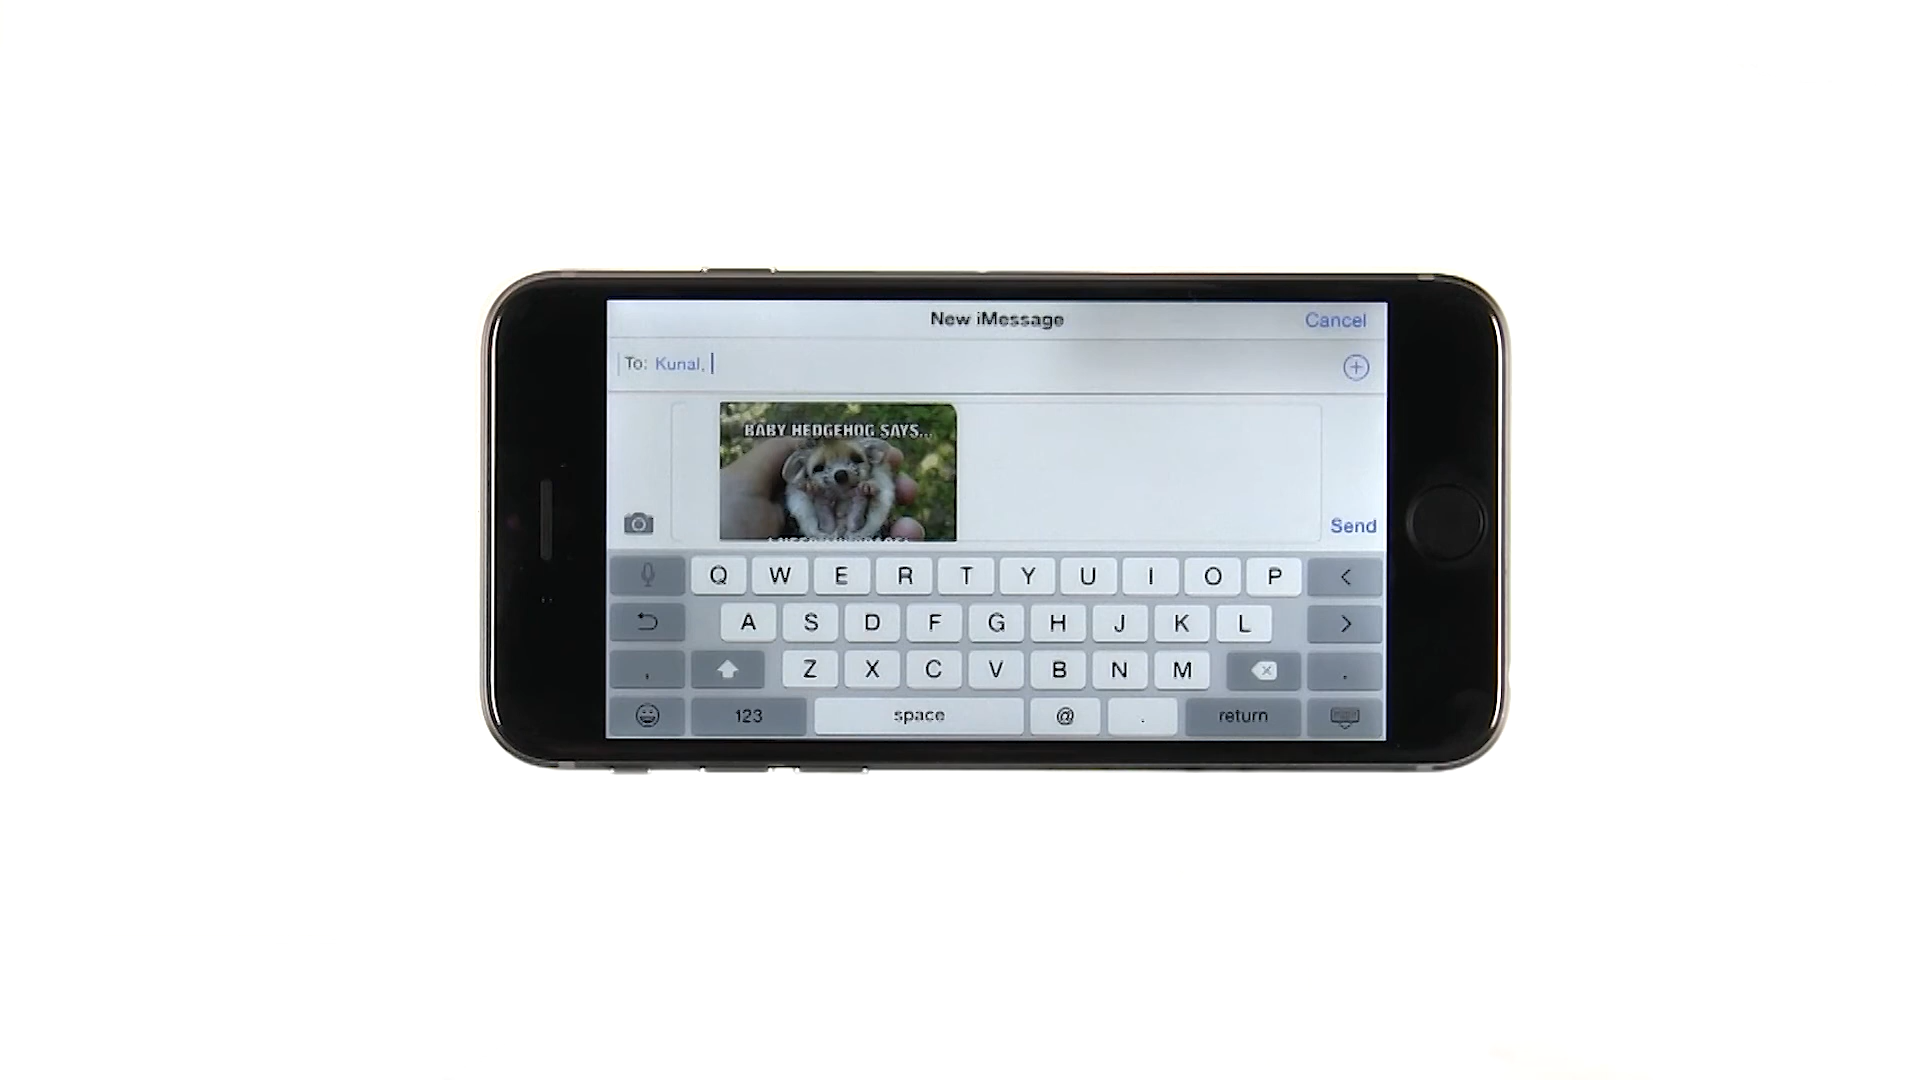 New iMessage
Cancel
To: Kunal,
BABY HEDGEHOG SAYS...
Send
Q W E R T Y U I O P <
A S D F G H J K L >
, Z X C V B N M .
123 space @ . return